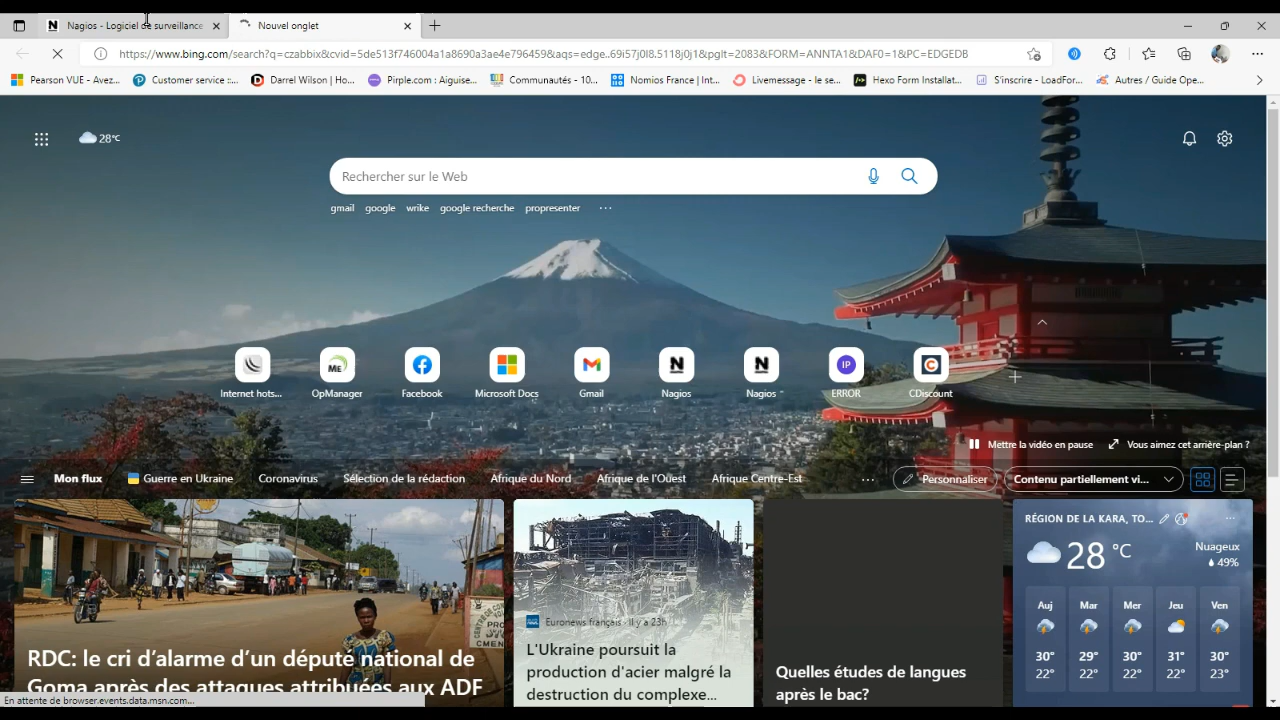 Nagios - Logiciel de surveillance
Nouvel onglet
https://www.bing.com/search?q=czabbix&cvid=5de513f746004a1a8690a3ae4e796459&aqs=edge..69i57j0l8.5118j0j1&pglt=2083&FORM=ANNTA1&DAF0=1&PC=EDGEDB
Pearson VUE - Avez...
Customer service ::...
Darrel Wilson | Ho...
Pirple.com : Aiguise...
Communautés - 10...
Nomios France | Int...
Livemessage - le se...
Hexo Form Installat...
S'inscrire - LoadFor...
Autres / Guide Ope...
28°C
Rechercher sur le Web
gmail google wrike google recherche propresenter ...
Internet hots...
ME
OpManager
Facebook
Microsoft Docs
Gmail
N
Nagios
N
Nagios
IP
ERROR
C
CDiscount
Mettre la vidéo en pause
Vous aimez cet arrière-plan ?
Mon flux
Guerre en Ukraine
Coronavirus
Sélection de la rédaction
Afrique du Nord
Afrique de l'Ouest
Afrique Centre-Est
...
Personnaliser
Contenu partiellement vi...
RDC: le cri d'alarme d'un députe national de
Goma après des attaques attribuées aux ADF
Euronews français · Il y a 23h
L'Ukraine poursuit la
production d'acier malgré la
destruction du complexe...
Quelles études de langues
après le bac?
RÉGION DE LA KARA, TO...
28 °C
Nuageux
49%
Auj Mar Mer Jeu Ven
30° 29° 30° 31° 30°
22° 22° 22° 22° 23°
En attente de browser.events.data.msn.com...